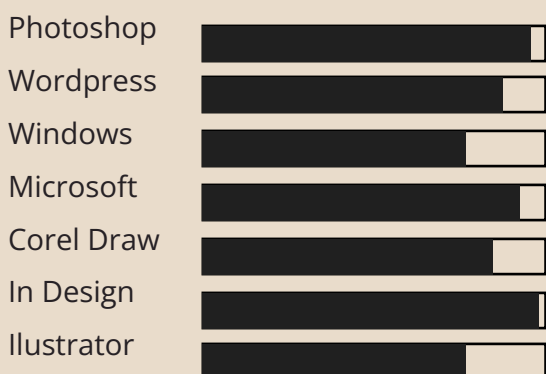 Photoshop
Wordpress
Windows
Microsoft
Corel Draw
In Design
Ilustrator